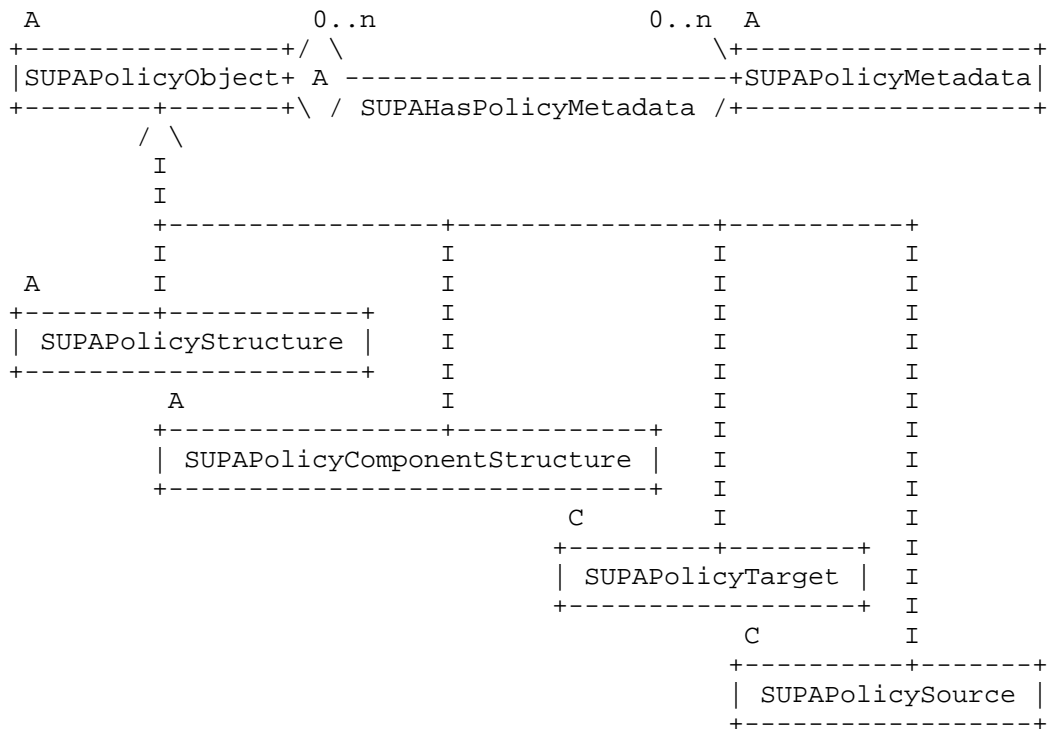 A 0..n 0..n A
SUPAPolicyObject A SUPAPolicyMetadata
SUPAHasPolicyMetadata
I
I
I I I I
A I I I I
I I I
SUPAPolicyStructure I I I
I I I
A I I I
I I
SUPAPolicyComponentStructure I I
I I
C I I
I
SUPAPolicyTarget I
I
C I
SUPAPolicySource